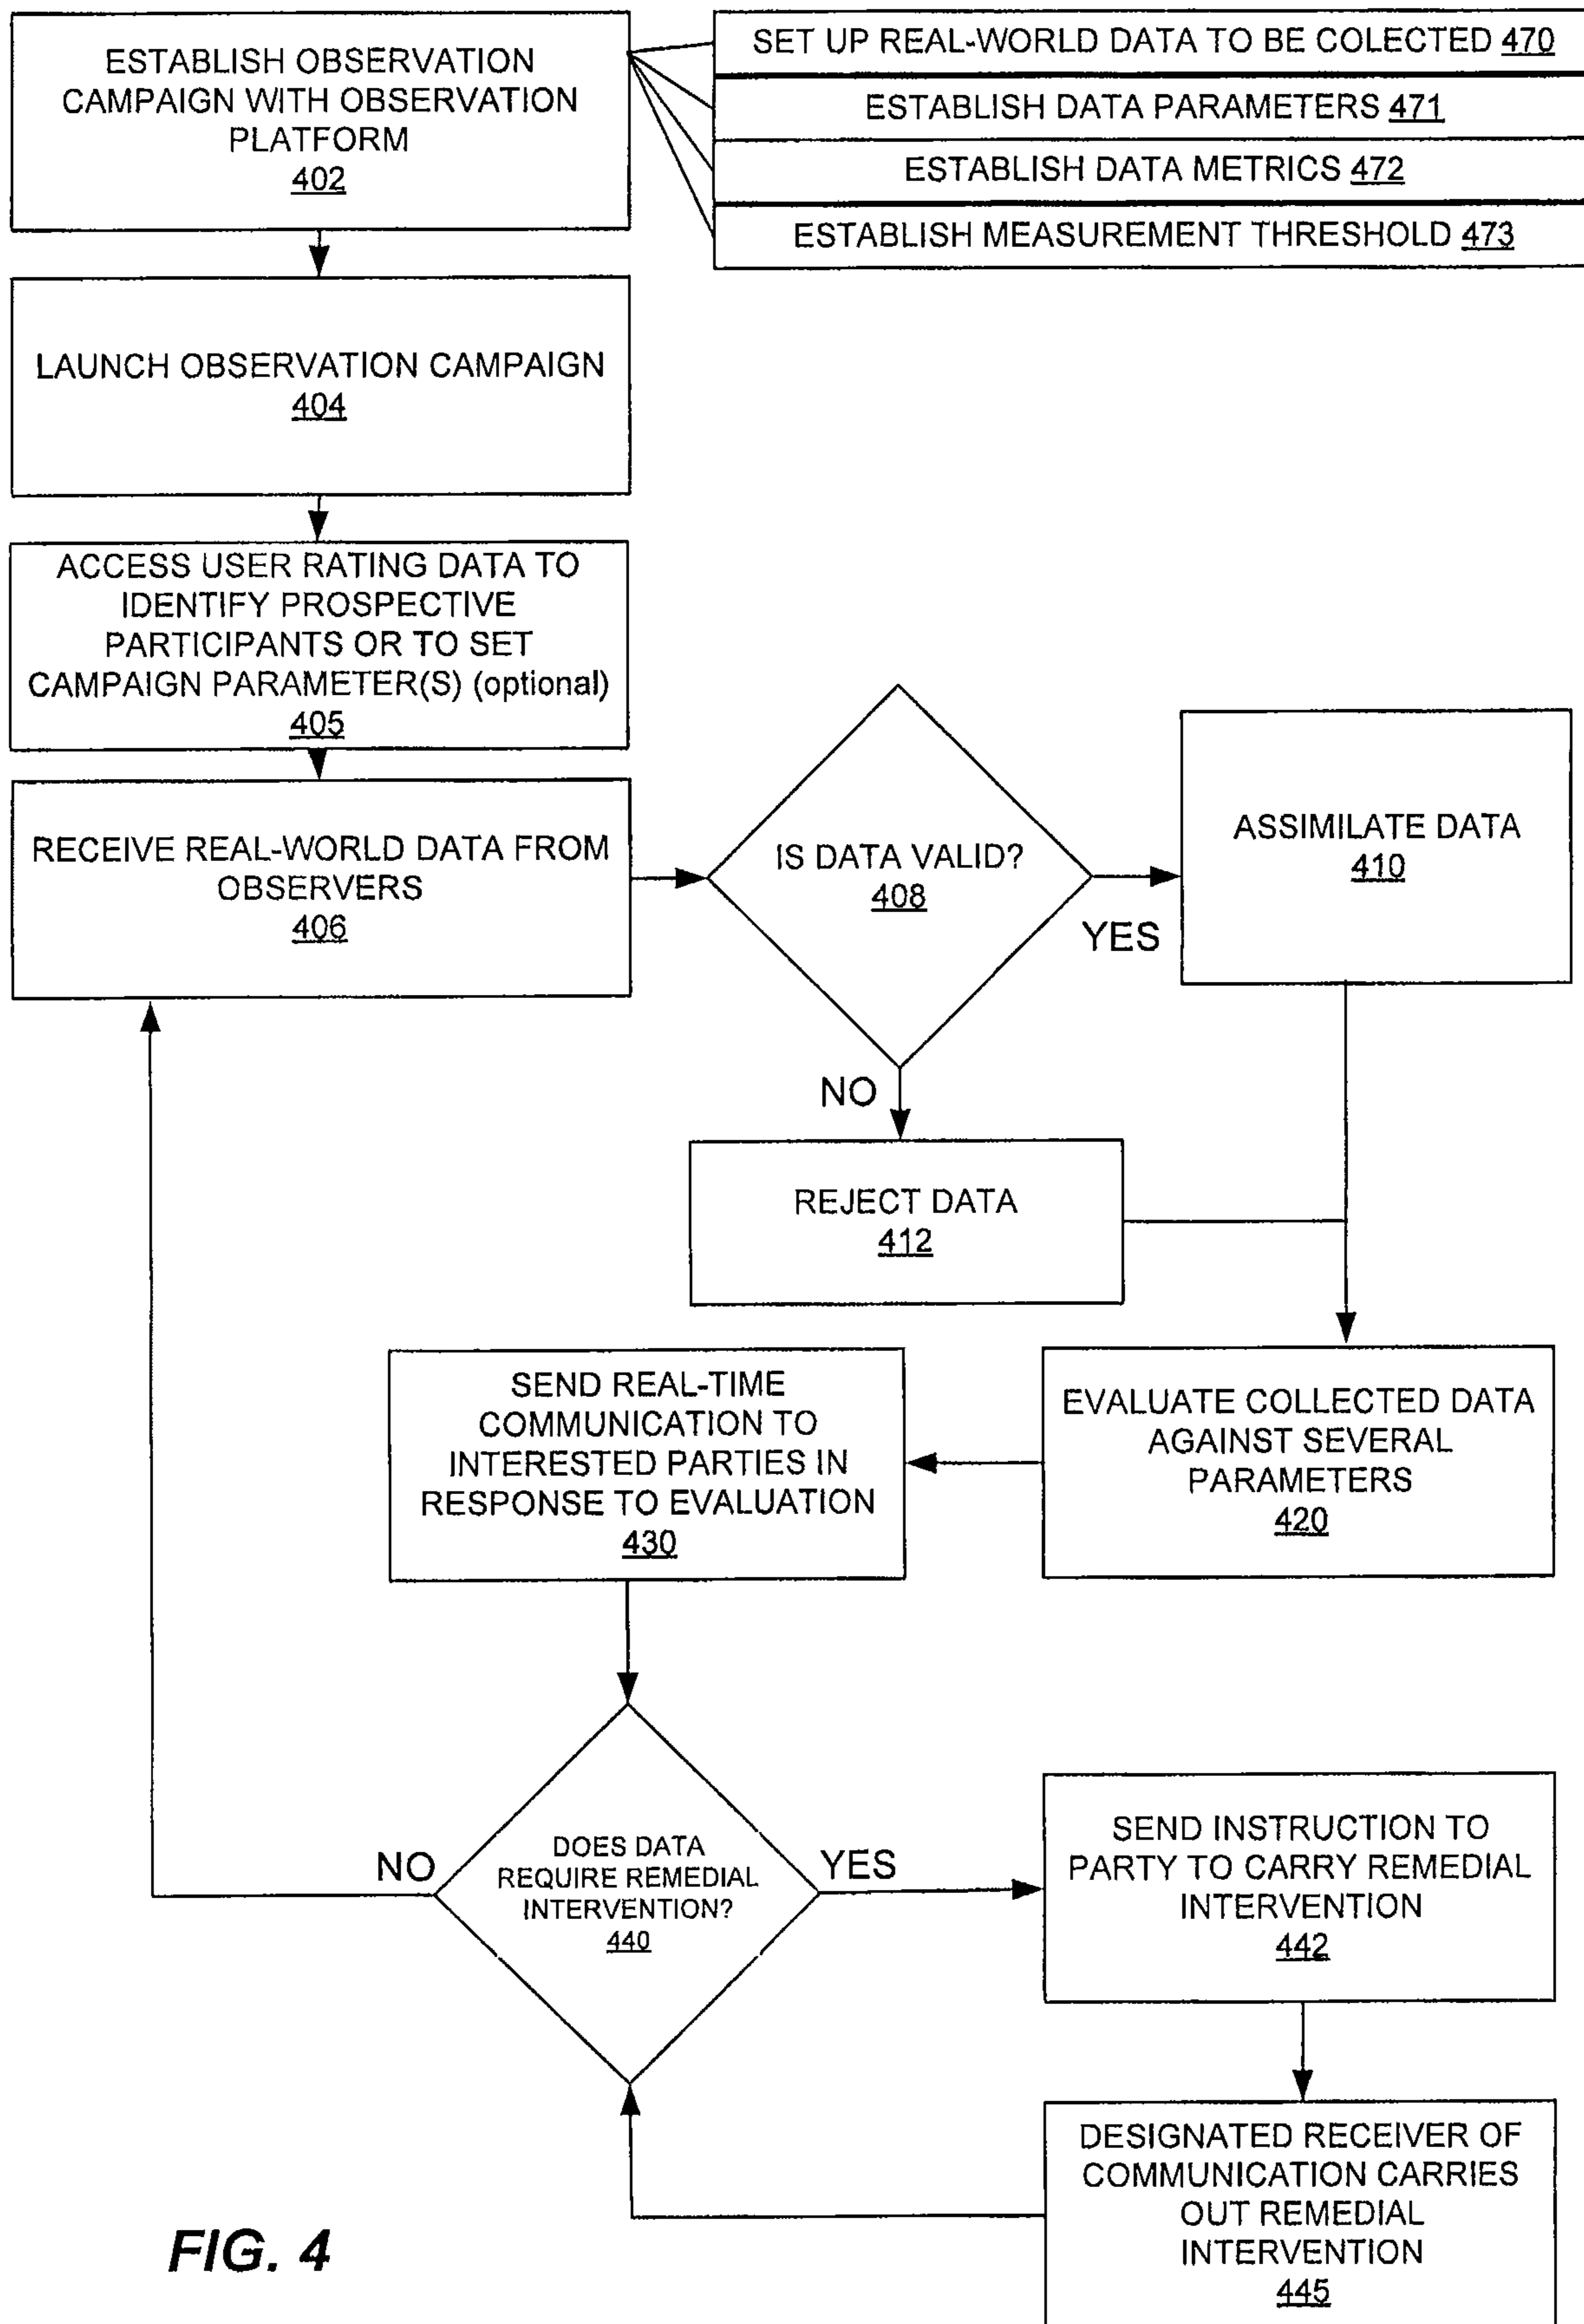 ESTABLISH OBSERVATION
CAMPAIGN WITH OBSERVATION
PLATFORM
402
SET UP REAL-WORLD DATA TO BE COLECTED 470
ESTABLISH DATA PARAMETERS 471
ESTABLISH DATA METRICS 472
ESTABLISH MEASUREMENT THRESHOLD 473
LAUNCH OBSERVATION CAMPAIGN
404
ACCESS USER RATING DATA TO
IDENTIFY PROSPECTIVE
PARTICIPANTS OR TO SET
CAMPAIGN PARAMETER(S) (optional)
405
RECEIVE REAL-WORLD DATA FROM
OBSERVERS
406
IS DATA VALID?
408
YES
ASSIMILATE DATA
410
NO
REJECT DATA
412
EVALUATE COLLECTED DATA
AGAINST SEVERAL
PARAMETERS
420
SEND REAL-TIME
COMMUNICATION TO
INTERESTED PARTIES IN
RESPONSE TO EVALUATION
430
DOES DATA
REQUIRE REMEDIAL
INTERVENTION?
440
NO
YES
SEND INSTRUCTION TO
PARTY TO CARRY REMEDIAL
INTERVENTION
442
DESIGNATED RECEIVER OF
COMMUNICATION CARRIES
OUT REMEDIAL
INTERVENTION
445
FIG. 4